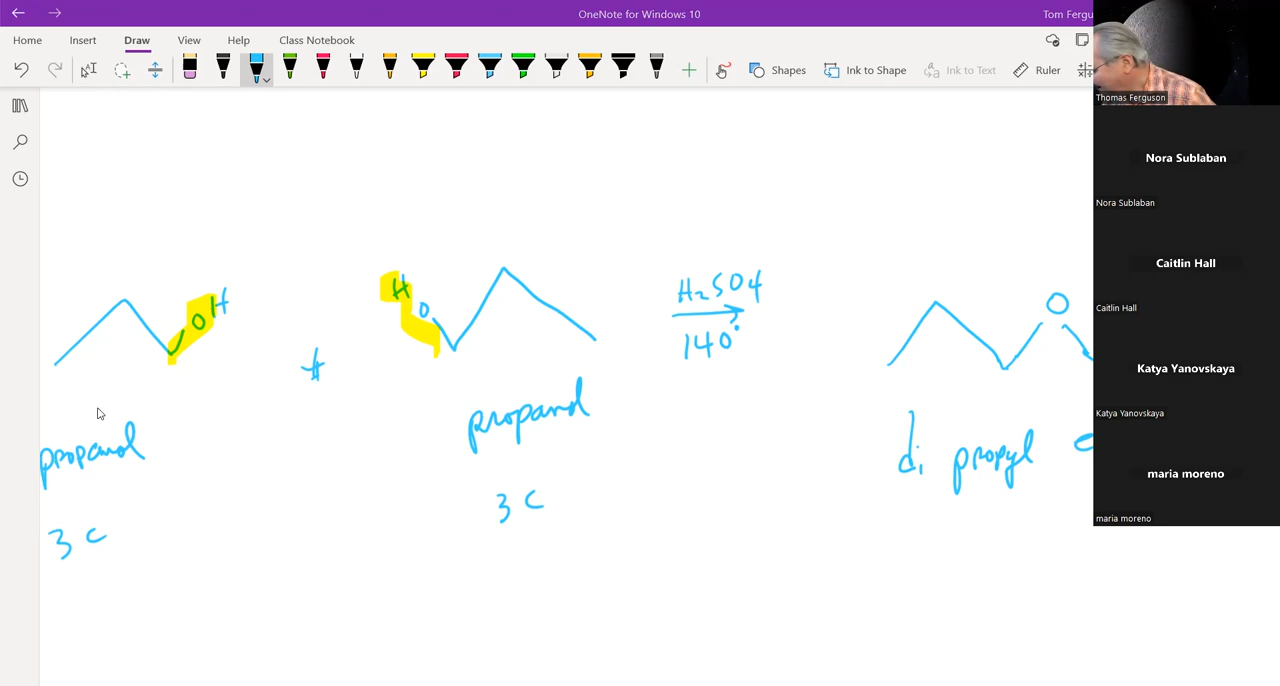 OneNote for Windows 10
Tom Fergu
Home Insert Draw View Help Class Notebook
Shapes Ink to Shape Ink to Text Ruler
Thomas Ferguson
Nora Sublaban
Nora Sublaban
Caitlin Hall
Caitlin Hall
Katya Yanovskaya
Katya Yanovskaya
maria moreno
maria moreno
OH + H O H₂SO4 O
140°
propanol propanol di propyl e
3 C 3 C